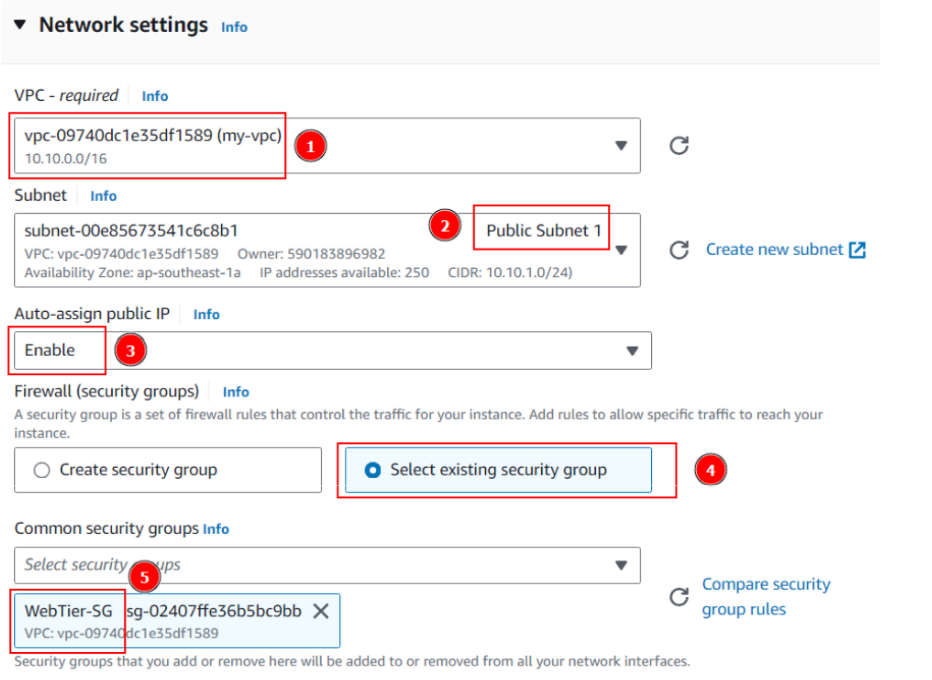 ▼ Network settings Info
VPC - required Info
vpc-09740dc1e35df1589 (my-vpc) 1
10.10.0.0/16
Subnet Info
subnet-00e85673541c6c8b1 2 Public Subnet 1
VPC: vpc-09740dc1e35df1589 Owner: 590183896982
Availability Zone: ap-southeast-1a IP addresses available: 250 CIDR: 10.10.1.0/24)
Create new subnet
Auto-assign public IP Info
Enable 3
Firewall (security groups) Info
A security group is a set of firewall rules that control the traffic for your instance. Add rules to allow specific traffic to reach your
instance.
Create security group
Select existing security group 4
Common security groups Info
Select security
5
WebTier-SG sg-02407ffe36b5bc9bb
VPC: vpc-09740dc1e35df1589
Compare security
group rules
Security groups that you add or remove here will be added to or removed from all your network interfaces.